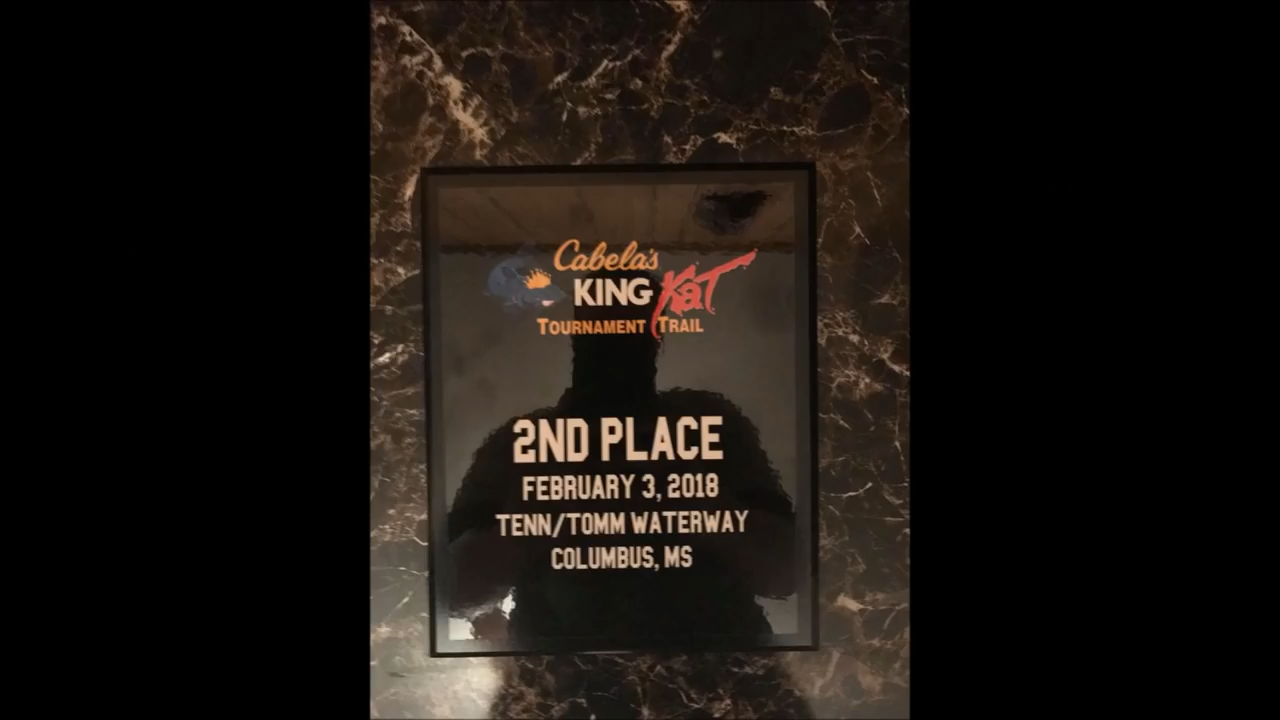 Cabela's
KING KaT
TOURNAMENT TRAIL
2ND PLACE
FEBRUARY 3, 2018
TENN/TOMM WATERWAY
COLUMBUS, MS